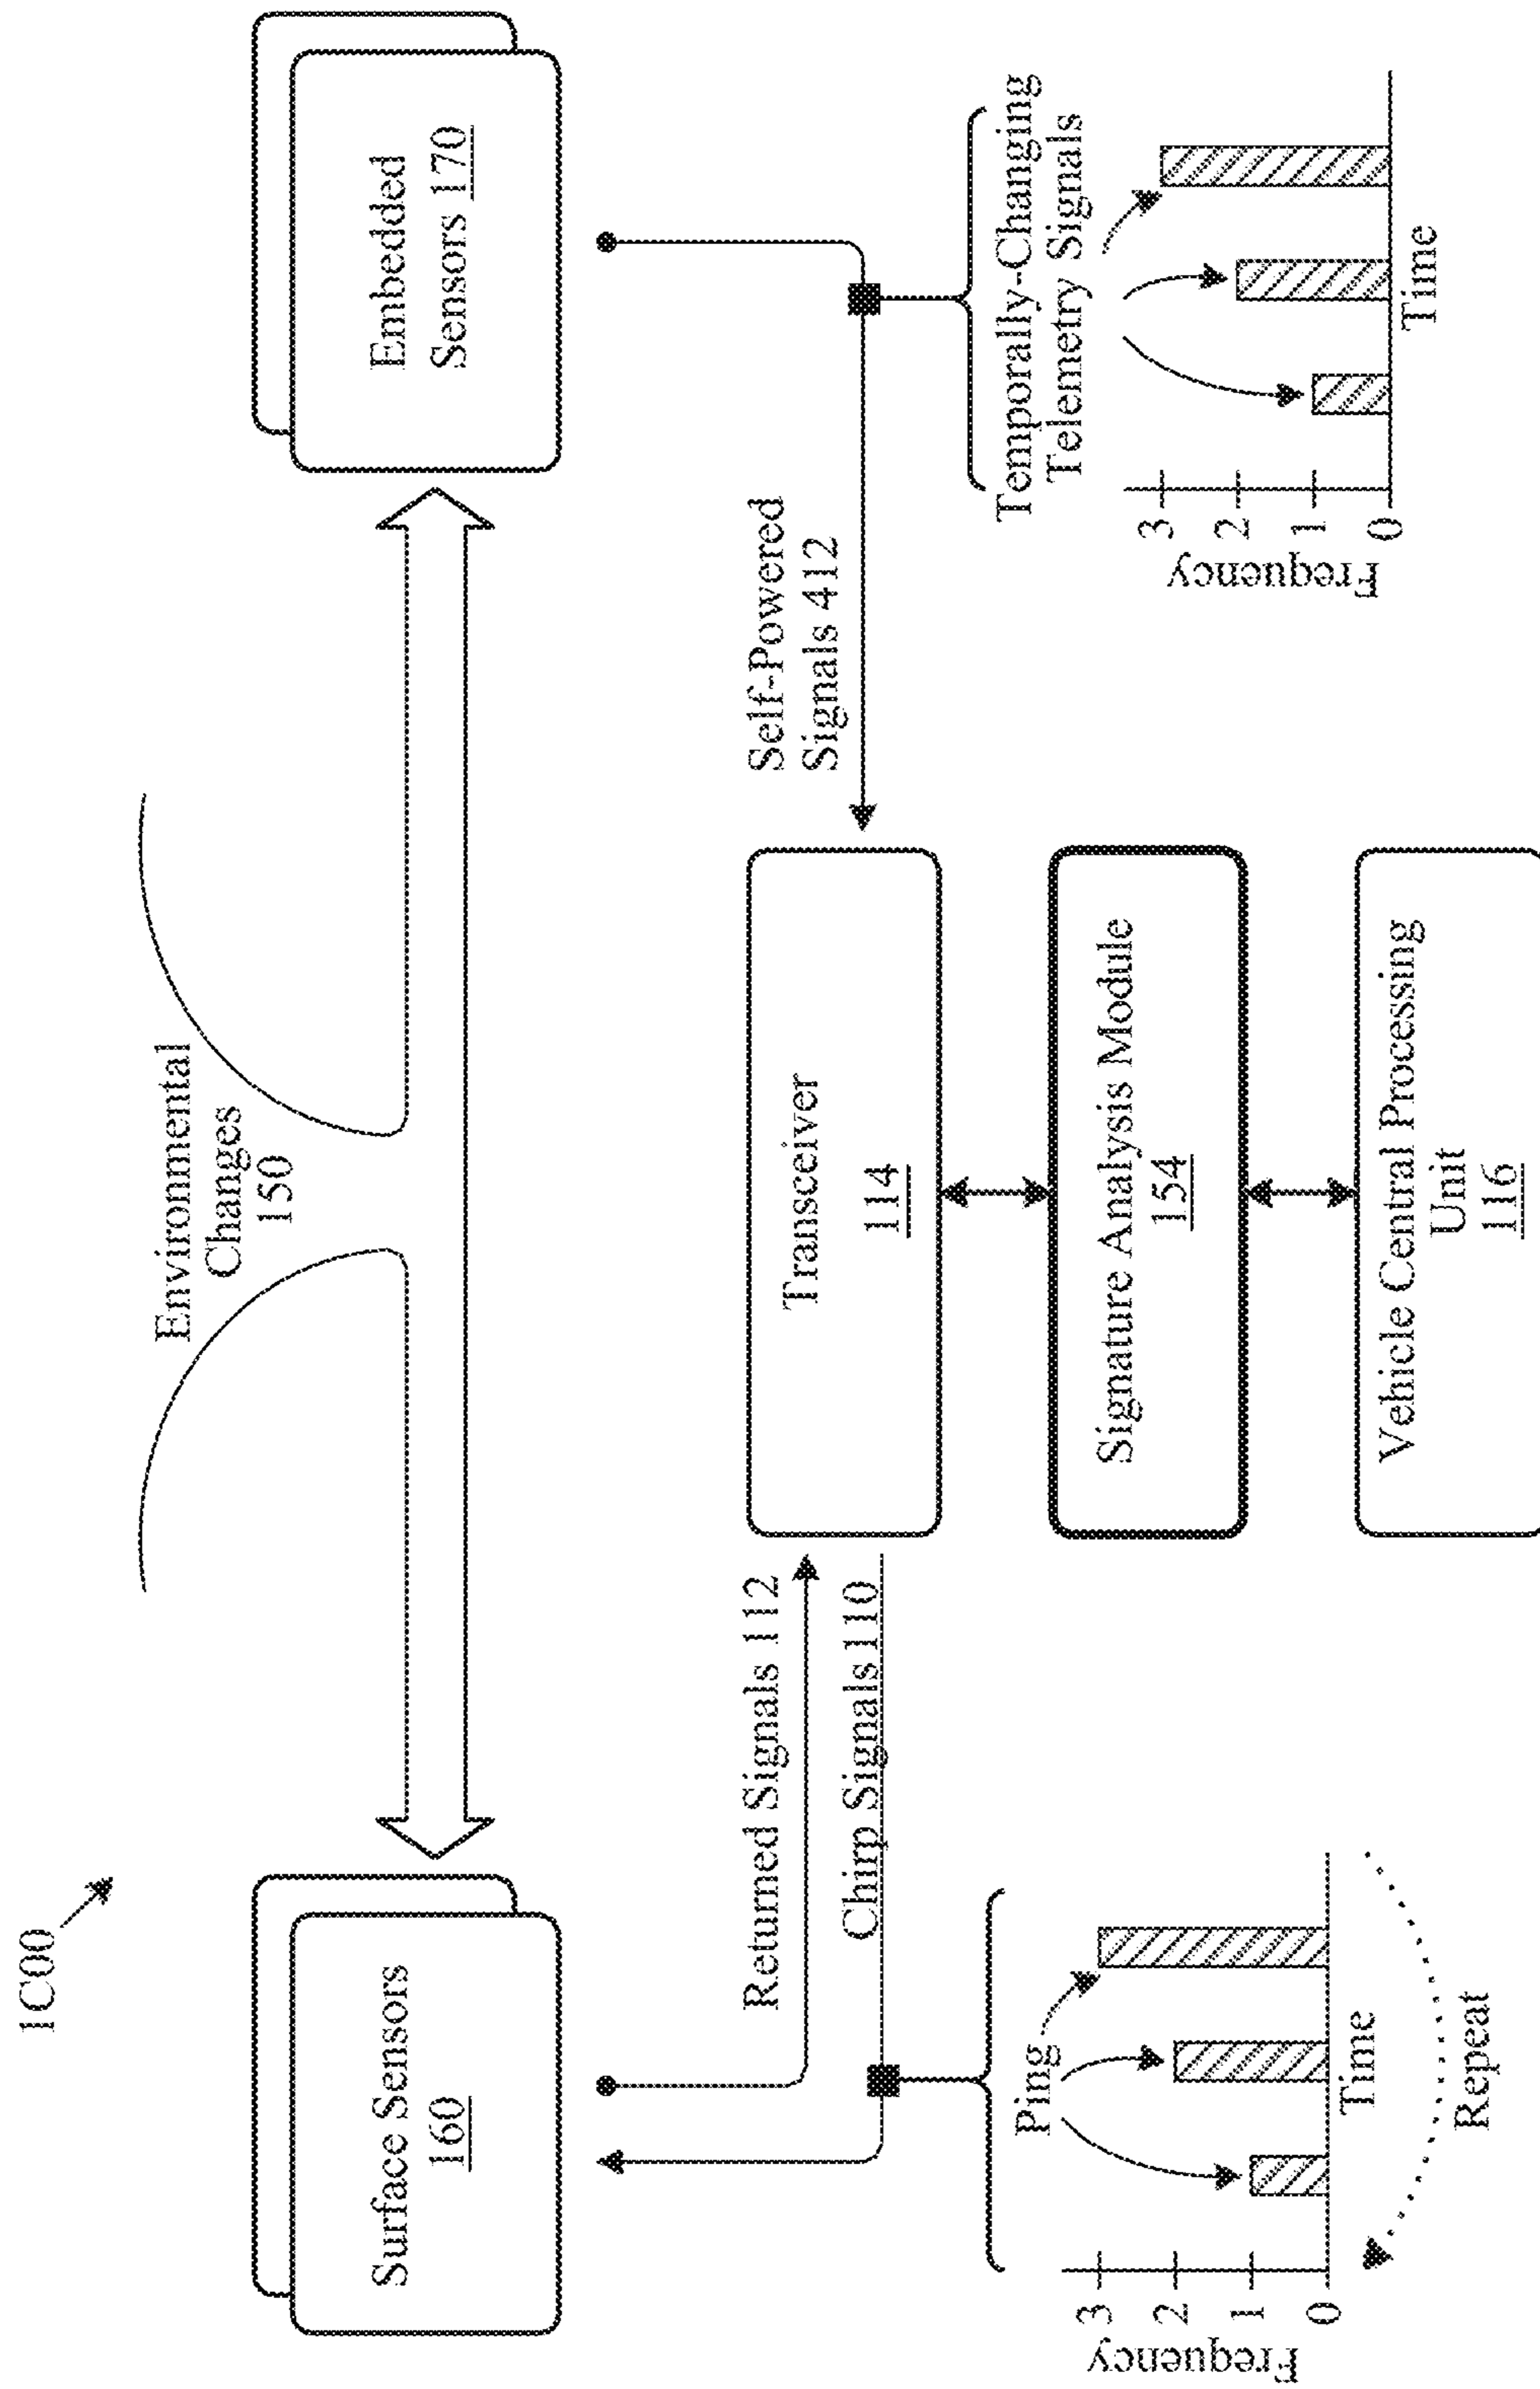 1C00
Environmental
Changes
150
Surface Sensors
160
Embedded
Sensors 170
Returned Signals 112
Chirp Signals 110
Self-Powered
Signals 412
Transceiver
114
Signature Analysis Module
154
Vehicle Central Processing
Unit
116
Ping
Frequency
3
2
1
0
Time
Repeat
Temporally-Changing
Telemetry Signals
Frequency
3
2
1
0
Time